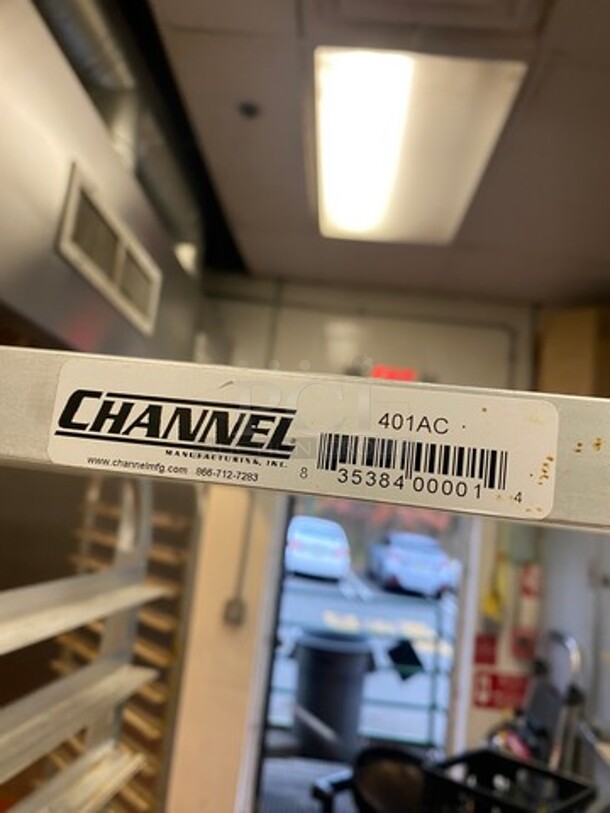 CHANNEL
MANUFACTURING, INC.
www.channelmfg.com 866-712-7283
401AC
8 35384 00001 4